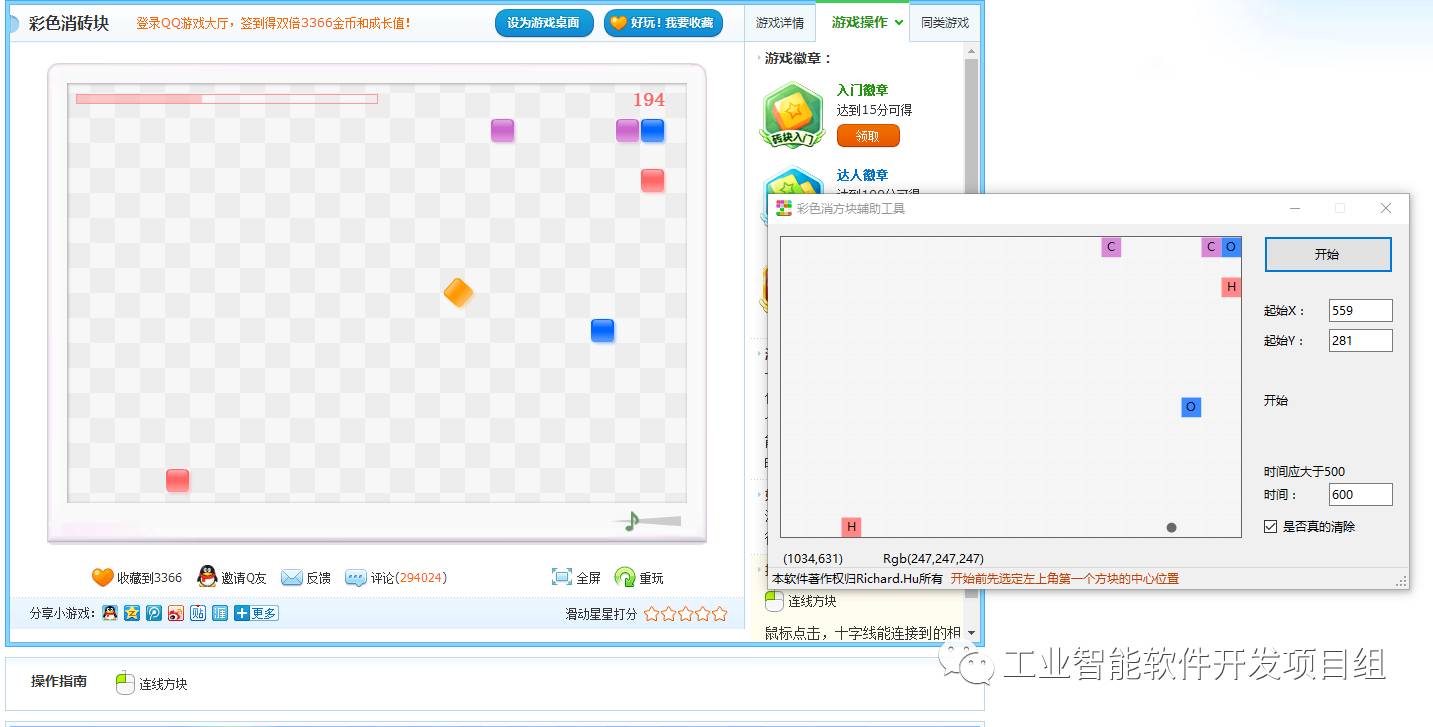 彩色消砖块
登录QQ游戏大厅，签到得双倍3366金币和成长值！
设为游戏桌面
好玩！我要收藏
游戏详情
游戏操作
同类游戏
194
游戏徽章：
入门徽章
达到15分可得
领取
砖块入门
达人徽章
彩色消方块辅助工具
C
C
O
H
O
H
开始
起始X：
559
起始Y：
281
开始
时间应大于500
时间：
600
是否真的清除
(1034,631)
Rgb(247,247,247)
本软件著作权归Richard.Hu所有
开始前先选定左上角第一个方块的中心位置
连线方块
鼠标点击，十字线能连接到的相
收藏到3366
邀请Q友
反馈
评论(294024)
全屏
重玩
分享小游戏：
贴
更多
滑动星星打分
操作指南
连线方块
工业智能软件开发项目组